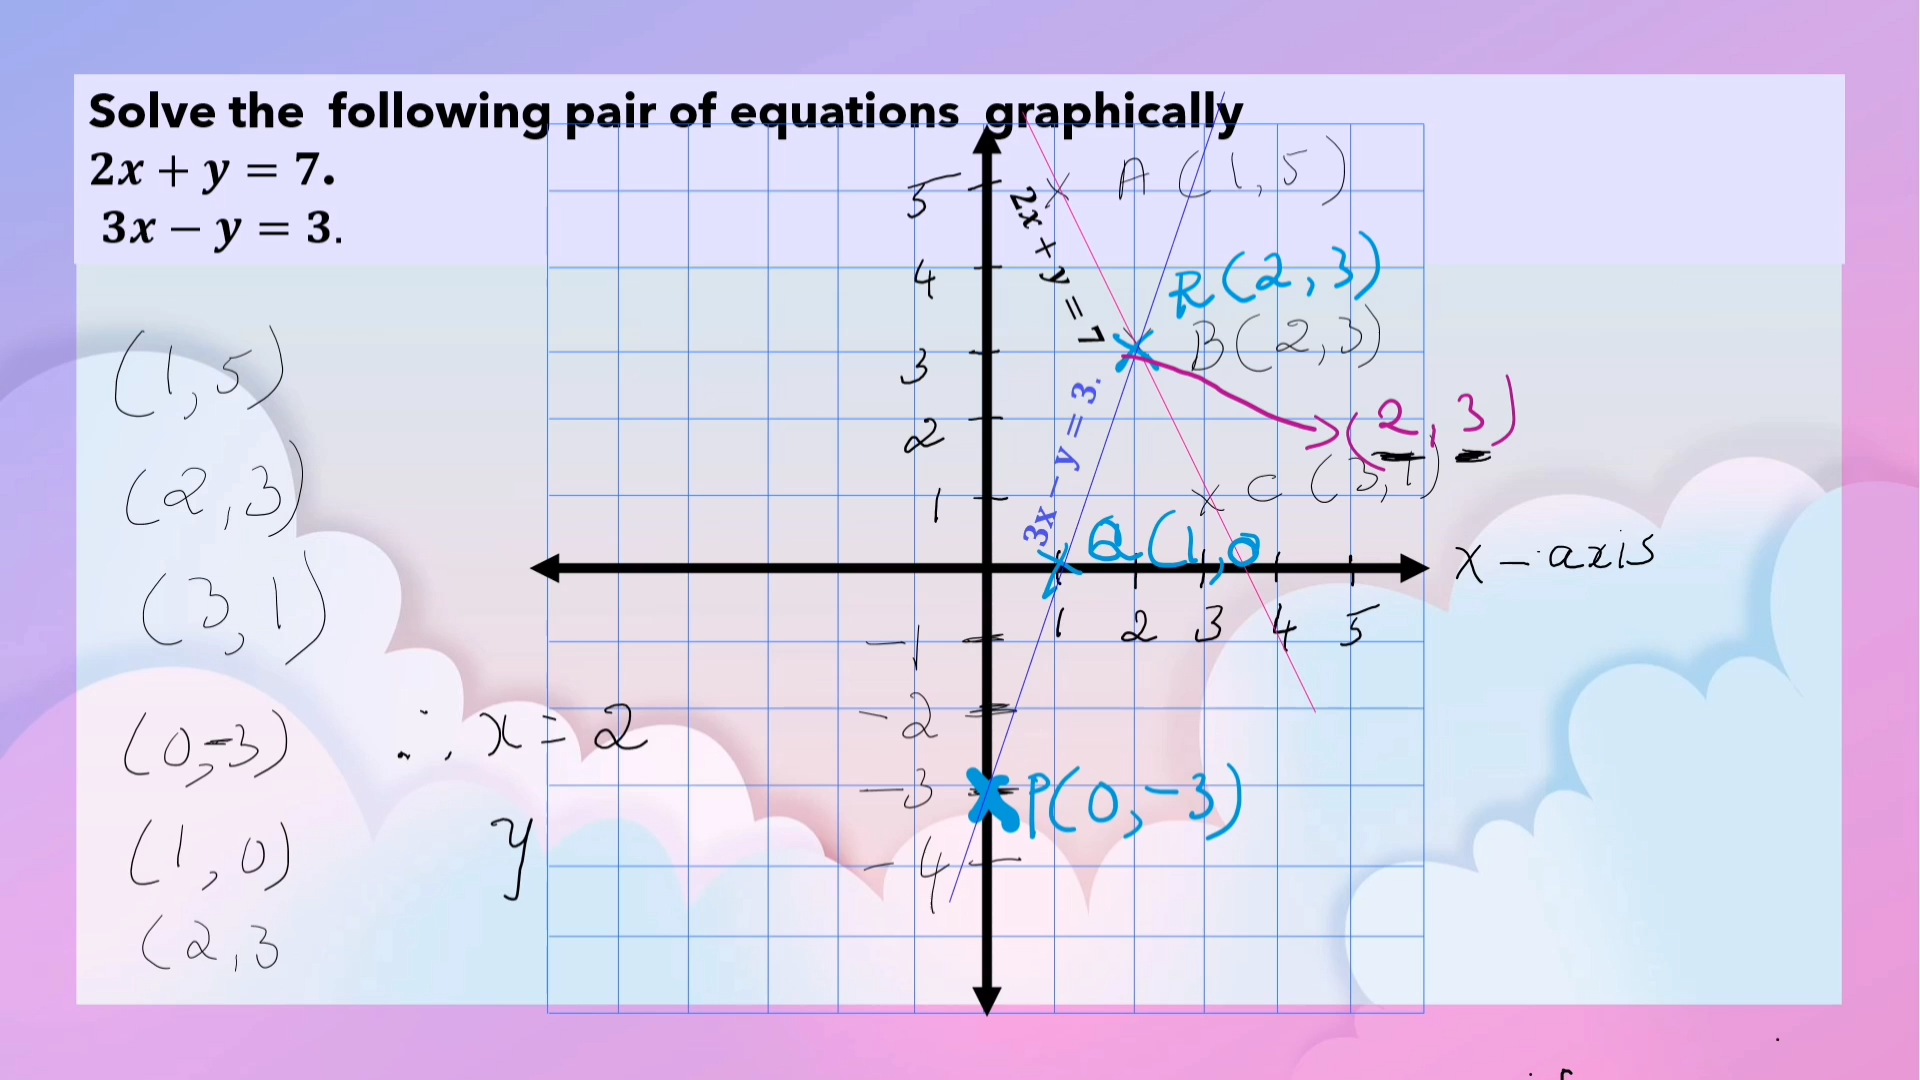 Solve the following pair of equations graphically
2x + y = 7.
3x − y = 3.
5
A (1, 5)
2x + y = 7
4
R (2, 3)
3
B (2, 3)
(1, 5)
3x − y = 3.
2
(2, 3)
(2, 3)
1
C (3, 1)
Q (1, 0
x - axis
(3, 1)
1 2 3 4 5
-1
-2
(0, -3)
∴ x = 2
-3
P(0, -3)
(1, 0)
y
-4
(2, 3